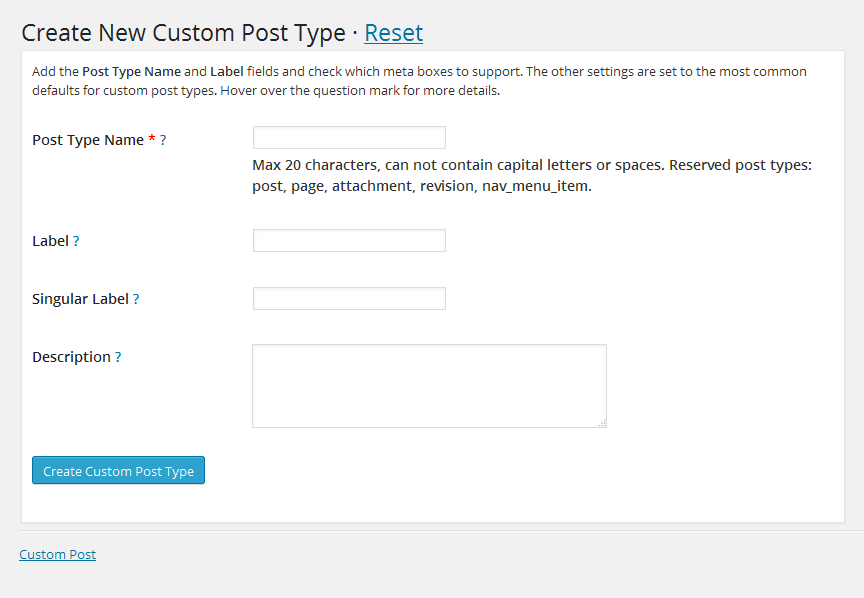 Create New Custom Post Type · Reset
Add the Post Type Name and Label fields and check which meta boxes to support. The other settings are set to the most common
defaults for custom post types. Hover over the question mark for more details.
Post Type Name * ?
Max 20 characters, can not contain capital letters or spaces. Reserved post types:
post, page, attachment, revision, nav_menu_item.
Label ?
Singular Label ?
Description ?
Create Custom Post Type
Custom Post